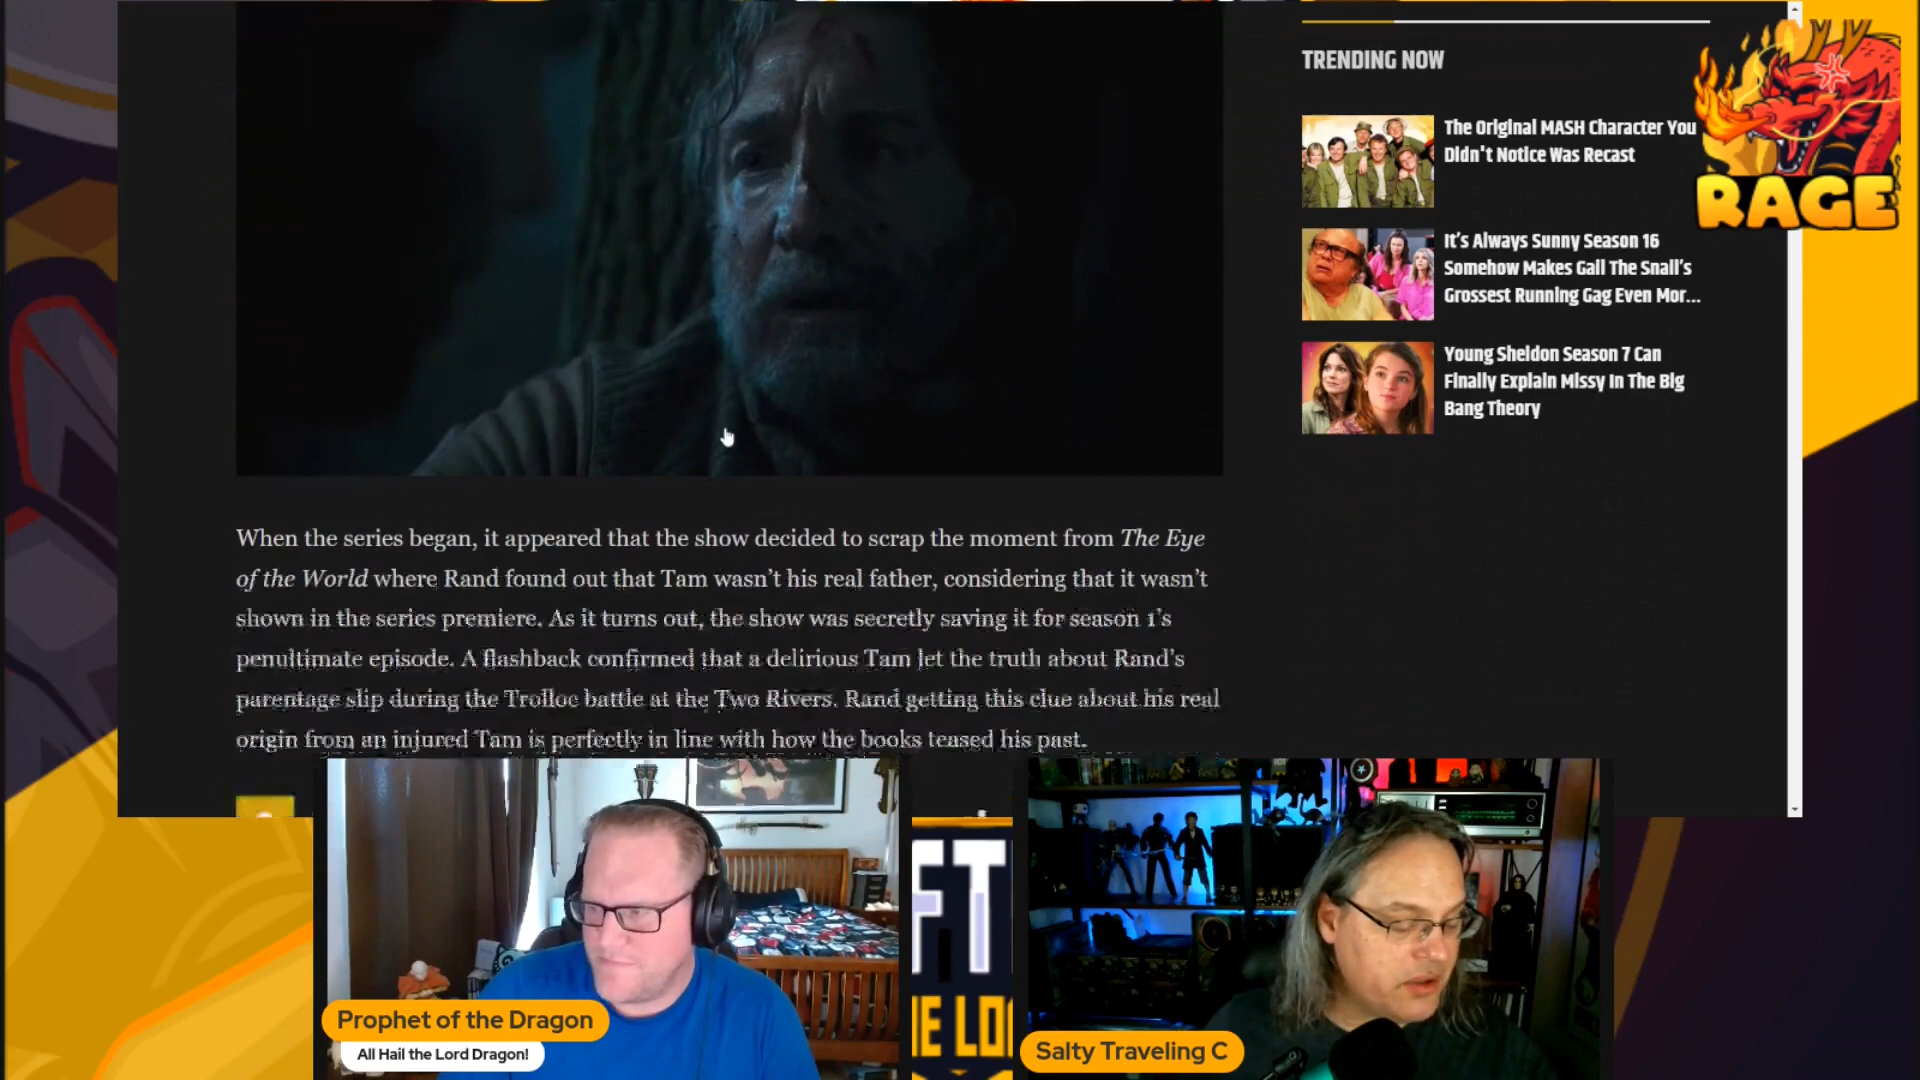 TRENDING NOW
The Original MASH Character You
Didn't Notice Was Recast
It's Always Sunny Season 16
Somehow Makes Gail The Snail's
Grossest Running Gag Even Mor...
Young Sheldon Season 7 Can
Finally Explain Missy In The Big
Bang Theory
RAGE
When the series began, it appeared that the show decided to scrap the moment from The Eye
of the World where Rand found out that Tam wasn't his real father, considering that it wasn't
shown in the series premiere. As it turns out, the show was secretly saving it for season 1's
penultimate episode. A flashback confirmed that a delirious Tam let the truth about Rand's
parentage slip during the Trolloc battle at the Two Rivers. Rand getting this clue about his real
origin from an injured Tam is perfectly in line with how the books teased his past.
Prophet of the Dragon
All Hail the Lord Dragon!
FT
E LO
Salty Traveling C